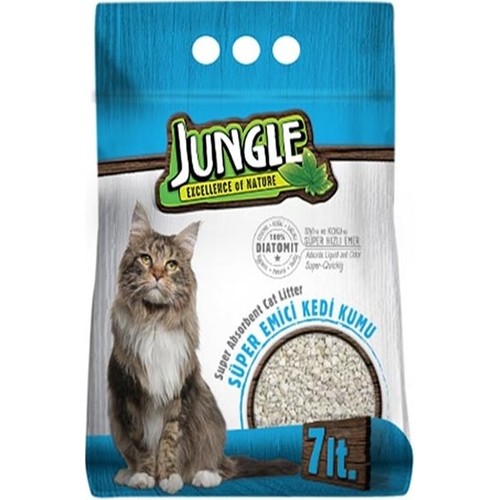 JUNGLE
EXCELLENCE of NATURE
100%
DIATOMIT
SÜPER HIZLI EMER
Absorbs Liquid and Odor
Super-Quickly
Super Absorbent Cat Litter
SÜPER EMİCİ KEDİ KUMU
7lt.